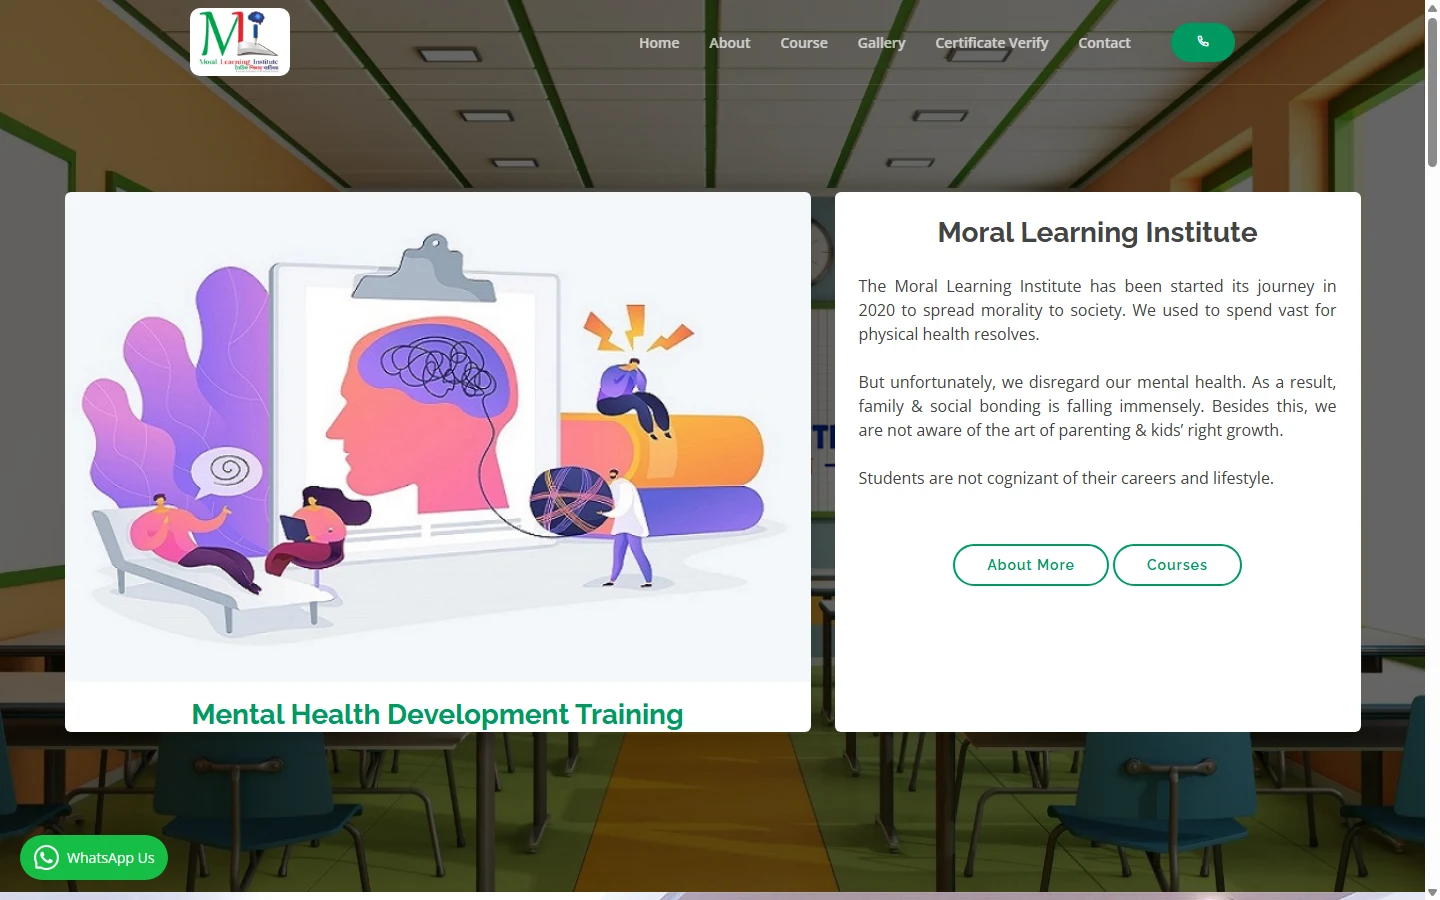 Moral Learning Institute
Home
About
Course
Gallery
Certificate Verify
Contact
Mental Health Development Training
Moral Learning Institute
The Moral Learning Institute has been started its journey in
2020 to spread morality to society. We used to spend vast for
physical health resolves.
But unfortunately, we disregard our mental health. As a result,
family & social bonding is falling immensely. Besides this, we
are not aware of the art of parenting & kids’ right growth.
Students are not cognizant of their careers and lifestyle.
About More
Courses
WhatsApp Us